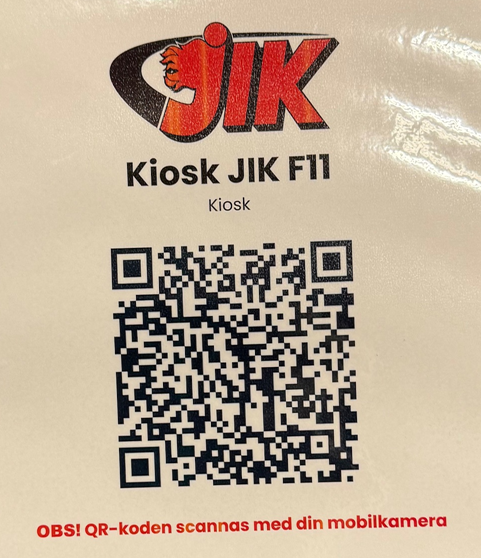 JIK
Kiosk JIK F11
Kiosk
OBS! QR-koden scannas med din mobilkamera